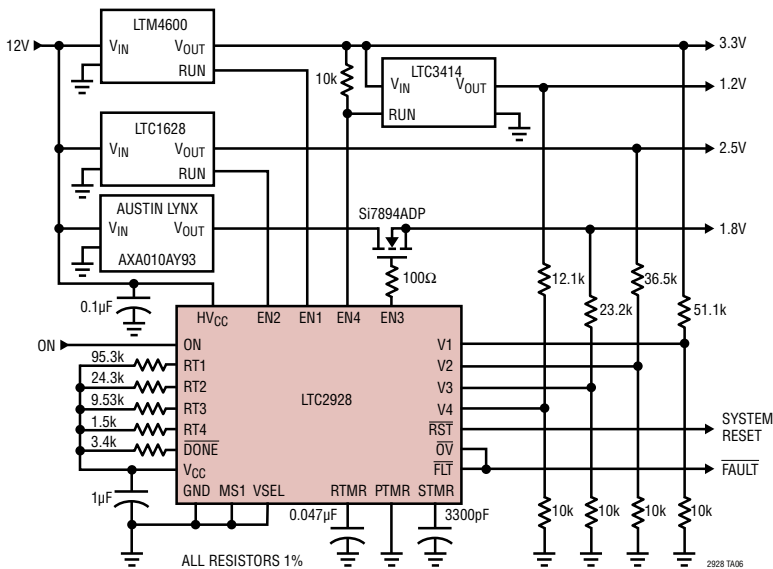 LTM4600
12V
VIN
VOUT
RUN
3.3V
10k
LTC3414
VIN
VOUT
RUN
1.2V
LTC1628
VIN
VOUT
RUN
2.5V
AUSTIN LYNX
VIN
VOUT
AXA010AY93
Si7894ADP
1.8V
100Ω
12.1k
36.5k
23.2k
51.1k
0.1µF
HVCC
EN2
EN1
EN4
EN3
ON
ON
95.3k
RT1
24.3k
RT2
9.53k
RT3
1.5k
RT4
3.4k
DONE
VCC
LTC2928
V1
V2
V3
V4
RST
OV
FLT
SYSTEM
RESET
FAULT
GND
MS1
VSEL
RTMR
PTMR
STMR
1µF
0.047µF
3300pF
10k
10k
10k
10k
ALL RESISTORS 1%
2928 TA06